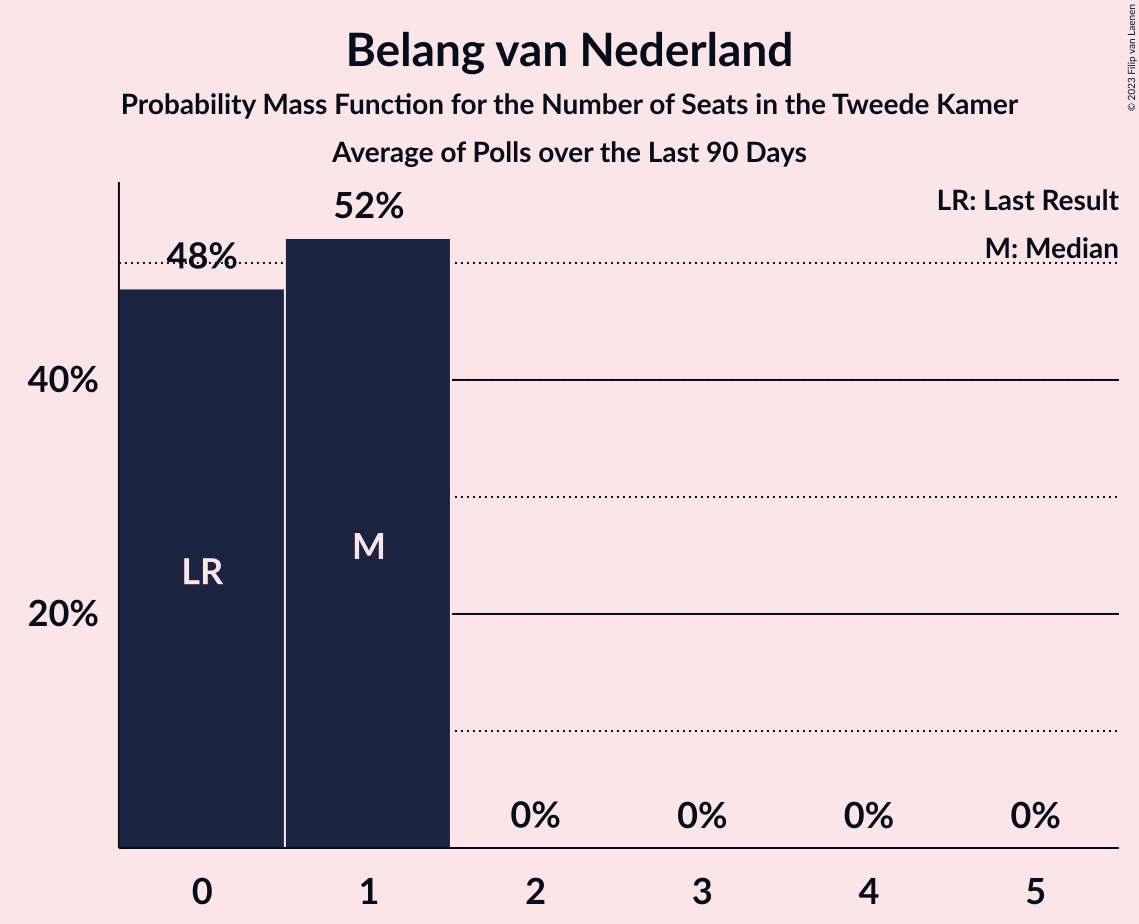 Belang van Nederland
Probability Mass Function for the Number of Seats in the Tweede Kamer
Average of Polls over the Last 90 Days
© 2023 Filip van Laenen
LR: Last Result
M: Median
52%
48%
40%
20%
LR
M
0%
0%
0%
0%
0
1
2
3
4
5